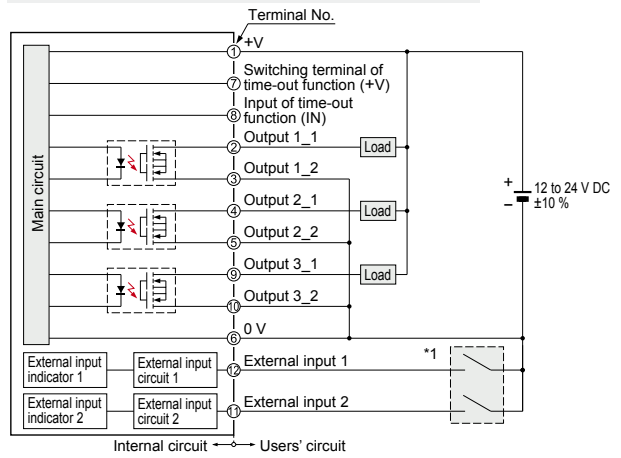 Terminal No.
① +V
⑦ Switching terminal of
time-out function (+V)
⑧ Input of time-out
function (IN)
② Output 1_1
Load
③ Output 1_2
④ Output 2_1
Load
⑤ Output 2_2
⑨ Output 3_1
Load
⑩ Output 3_2
⑥ 0 V
Main circuit
+
−
12 to 24 V DC
±10 %
External input
indicator 1
External input
circuit 1
⑫ External input 1
*1
External input
indicator 2
External input
circuit 2
⑪ External input 2
Internal circuit
Users' circuit